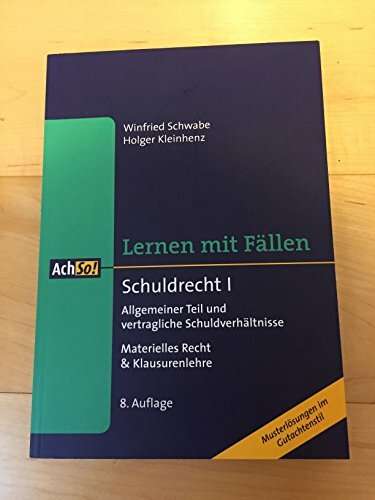 Winfried Schwabe
Holger Kleinhenz
Lernen mit Fällen
AchSo!
Schuldrecht I
Allgemeiner Teil und
vertragliche Schuldverhältnisse
Materielles Recht
& Klausurenlehre
8. Auflage
Musterlösungen im
Gutachtenstil